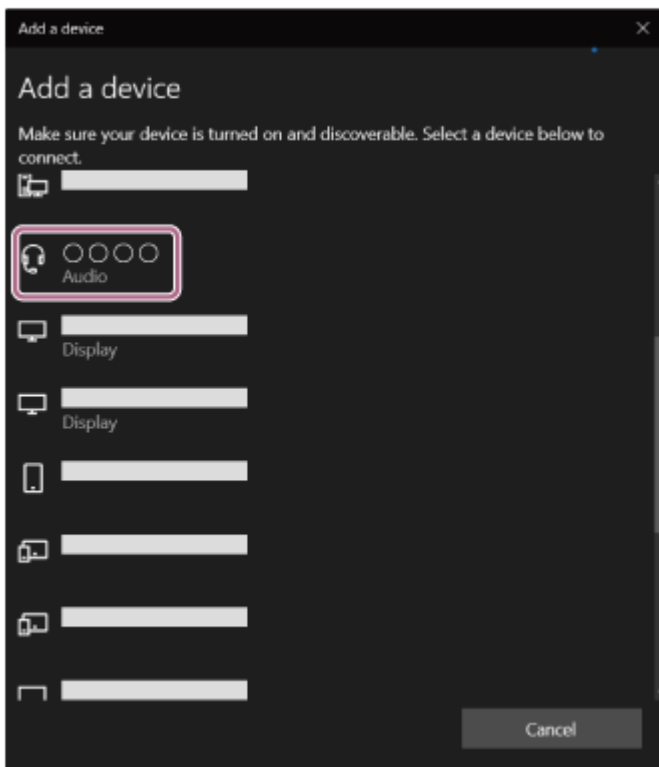 Add a device
Add a device
Make sure your device is turned on and discoverable. Select a device below to
connect.
○○○○
Audio
Display
Display
Cancel